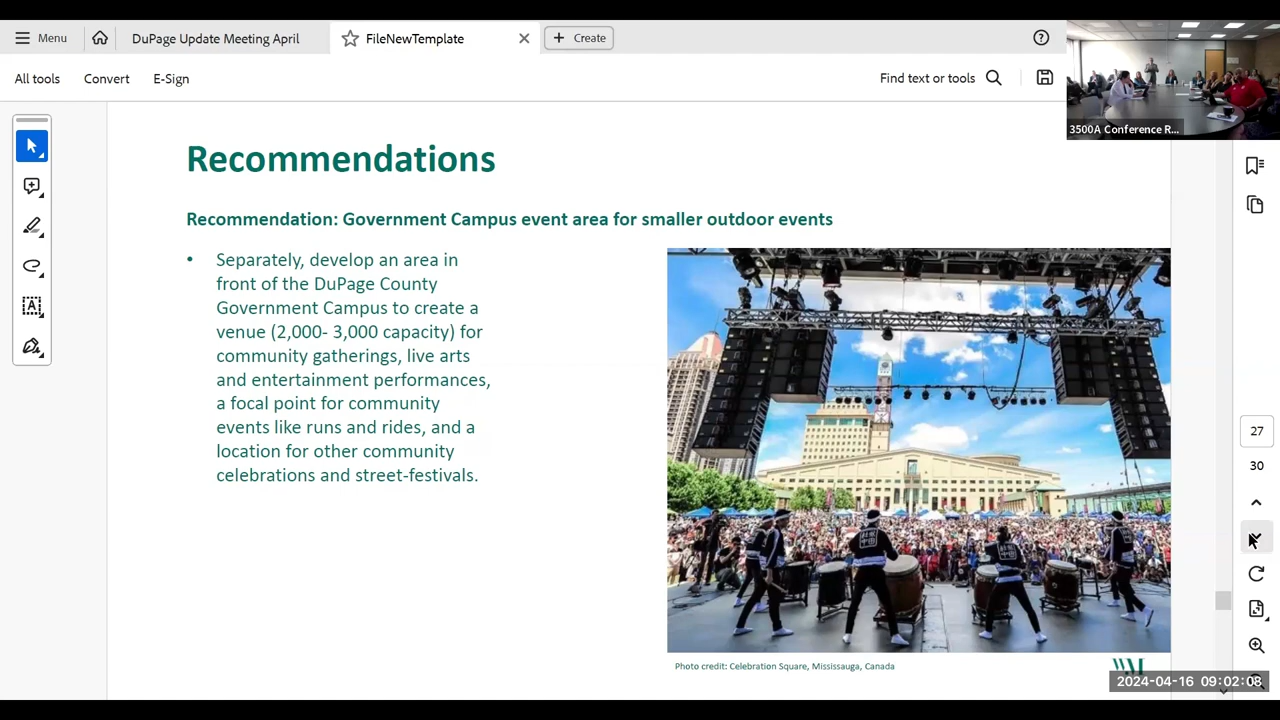 Menu
DuPage Update Meeting April
FileNewTemplate
Create
All tools
Convert
E-Sign
Find text or tools
3500A Conference R...
Recommendations
Recommendation: Government Campus event area for smaller outdoor events
• Separately, develop an area in
front of the DuPage County
Government Campus to create a
venue (2,000- 3,000 capacity) for
community gatherings, live arts
and entertainment performances,
a focal point for community
events like runs and rides, and a
location for other community
celebrations and street-festivals.
27
30
Photo credit: Celebration Square, Mississauga, Canada
2024-04-16 09:02:08